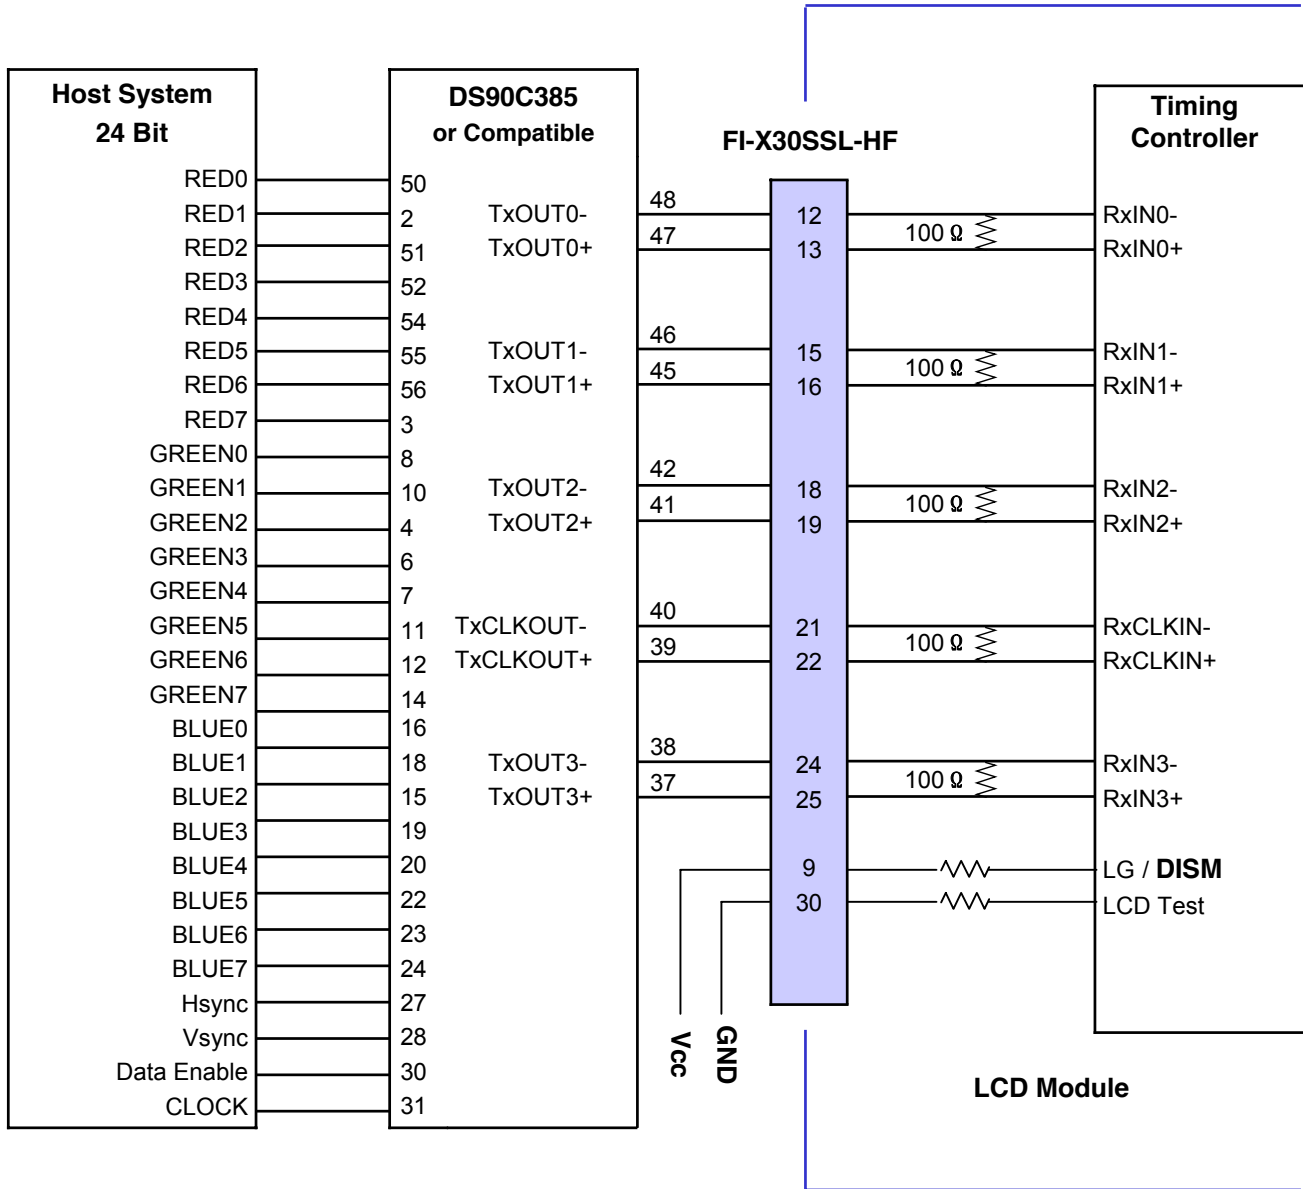 Host System
24 Bit
RED0
RED1
RED2
RED3
RED4
RED5
RED6
RED7
GREEN0
GREEN1
GREEN2
GREEN3
GREEN4
GREEN5
GREEN6
GREEN7
BLUE0
BLUE1
BLUE2
BLUE3
BLUE4
BLUE5
BLUE6
BLUE7
Hsync
Vsync
Data Enable
CLOCK
DS90C385
or Compatible
50
2
51
52
54
55
56
3
8
10
4
6
7
11
12
14
16
18
15
19
20
22
23
24
27
28
30
31
TxOUT0-
TxOUT0+
TxOUT1-
TxOUT1+
TxOUT2-
TxOUT2+
TxCLKOUT-
TxCLKOUT+
TxOUT3-
TxOUT3+
48
47
46
45
42
41
40
39
38
37
Vcc
GND
FI-X30SSL-HF
12
13
15
16
18
19
21
22
24
25
9
30
100 Ω
100 Ω
100 Ω
100 Ω
100 Ω
Timing
Controller
RxIN0-
RxIN0+
RxIN1-
RxIN1+
RxIN2-
RxIN2+
RxCLKIN-
RxCLKIN+
RxIN3-
RxIN3+
LG / DISM
LCD Test
LCD Module